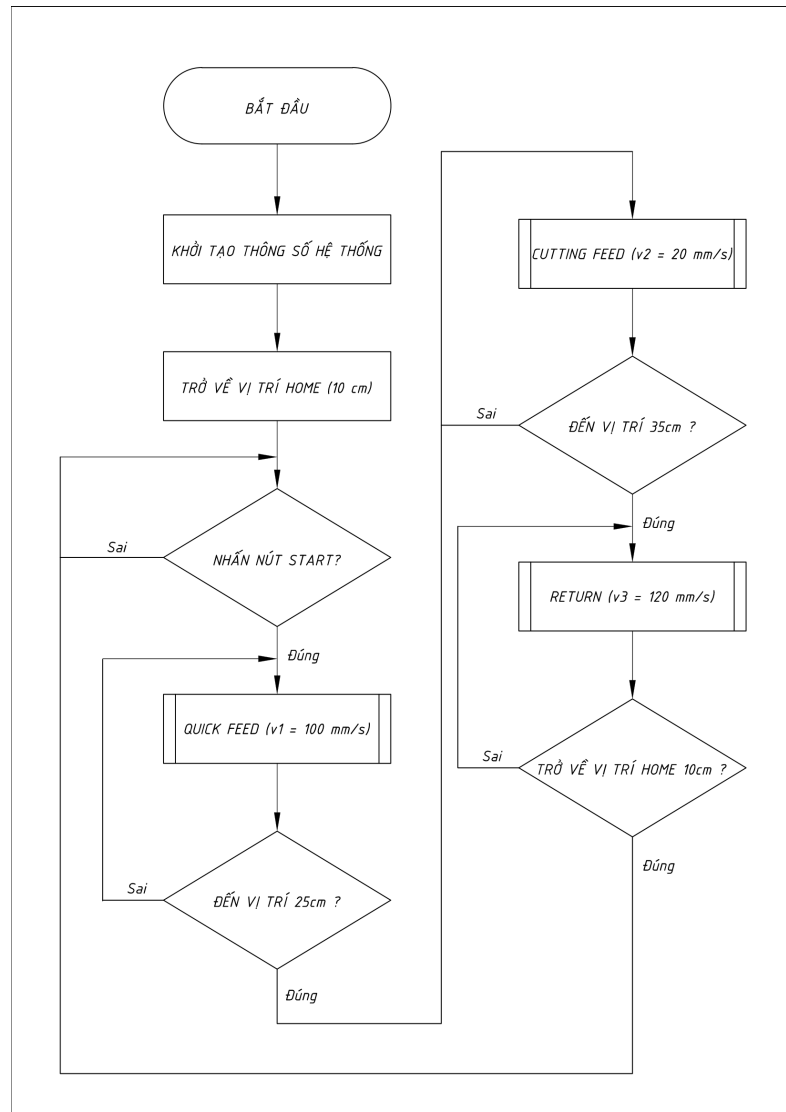 BẮT ĐẦU
KHỞI TẠO THÔNG SỐ HỆ THỐNG
TRỞ VỀ VỊ TRÍ HOME (10 cm)
Sai
NHẤN NÚT START?
Đúng
QUICK FEED (v1 = 100 mm/s)
Sai
ĐẾN VỊ TRÍ 25cm ?
Đúng
CUTTING FEED (v2 = 20 mm/s)
Sai
ĐẾN VỊ TRÍ 35cm ?
Đúng
RETURN (v3 = 120 mm/s)
Sai
TRỞ VỀ VỊ TRÍ HOME 10cm ?
Đúng